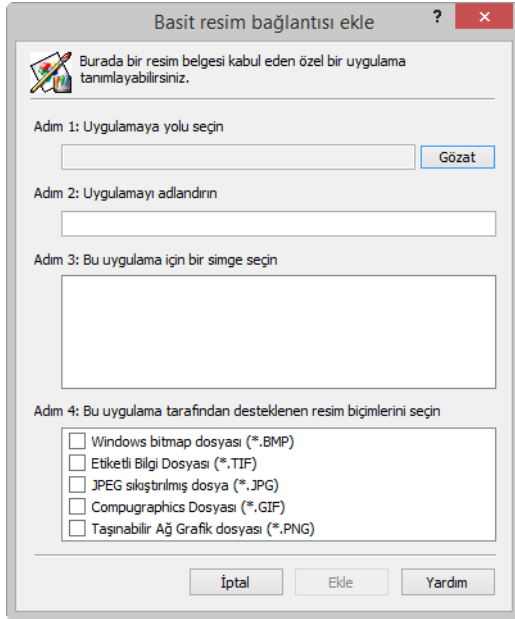 Basit resim bağlantısı ekle
?
Burada bir resim belgesi kabul eden özel bir uygulama
tanımlayabilirsiniz.
Adım 1: Uygulamaya yolu seçin
Gözat
Adım 2: Uygulamayı adlandırın
Adım 3: Bu uygulama için bir simge seçin
Adım 4: Bu uygulama tarafından desteklenen resim biçimlerini seçin
Windows bitmap dosyası (*.BMP)
Etiketli Bilgi Dosyası (*.TIF)
JPEG sıkıştırılmış dosya (*.JPG)
Compugraphics Dosyası (*.GIF)
Taşınabilir Ağ Grafik dosyası (*.PNG)
İptal Ekle Yardım